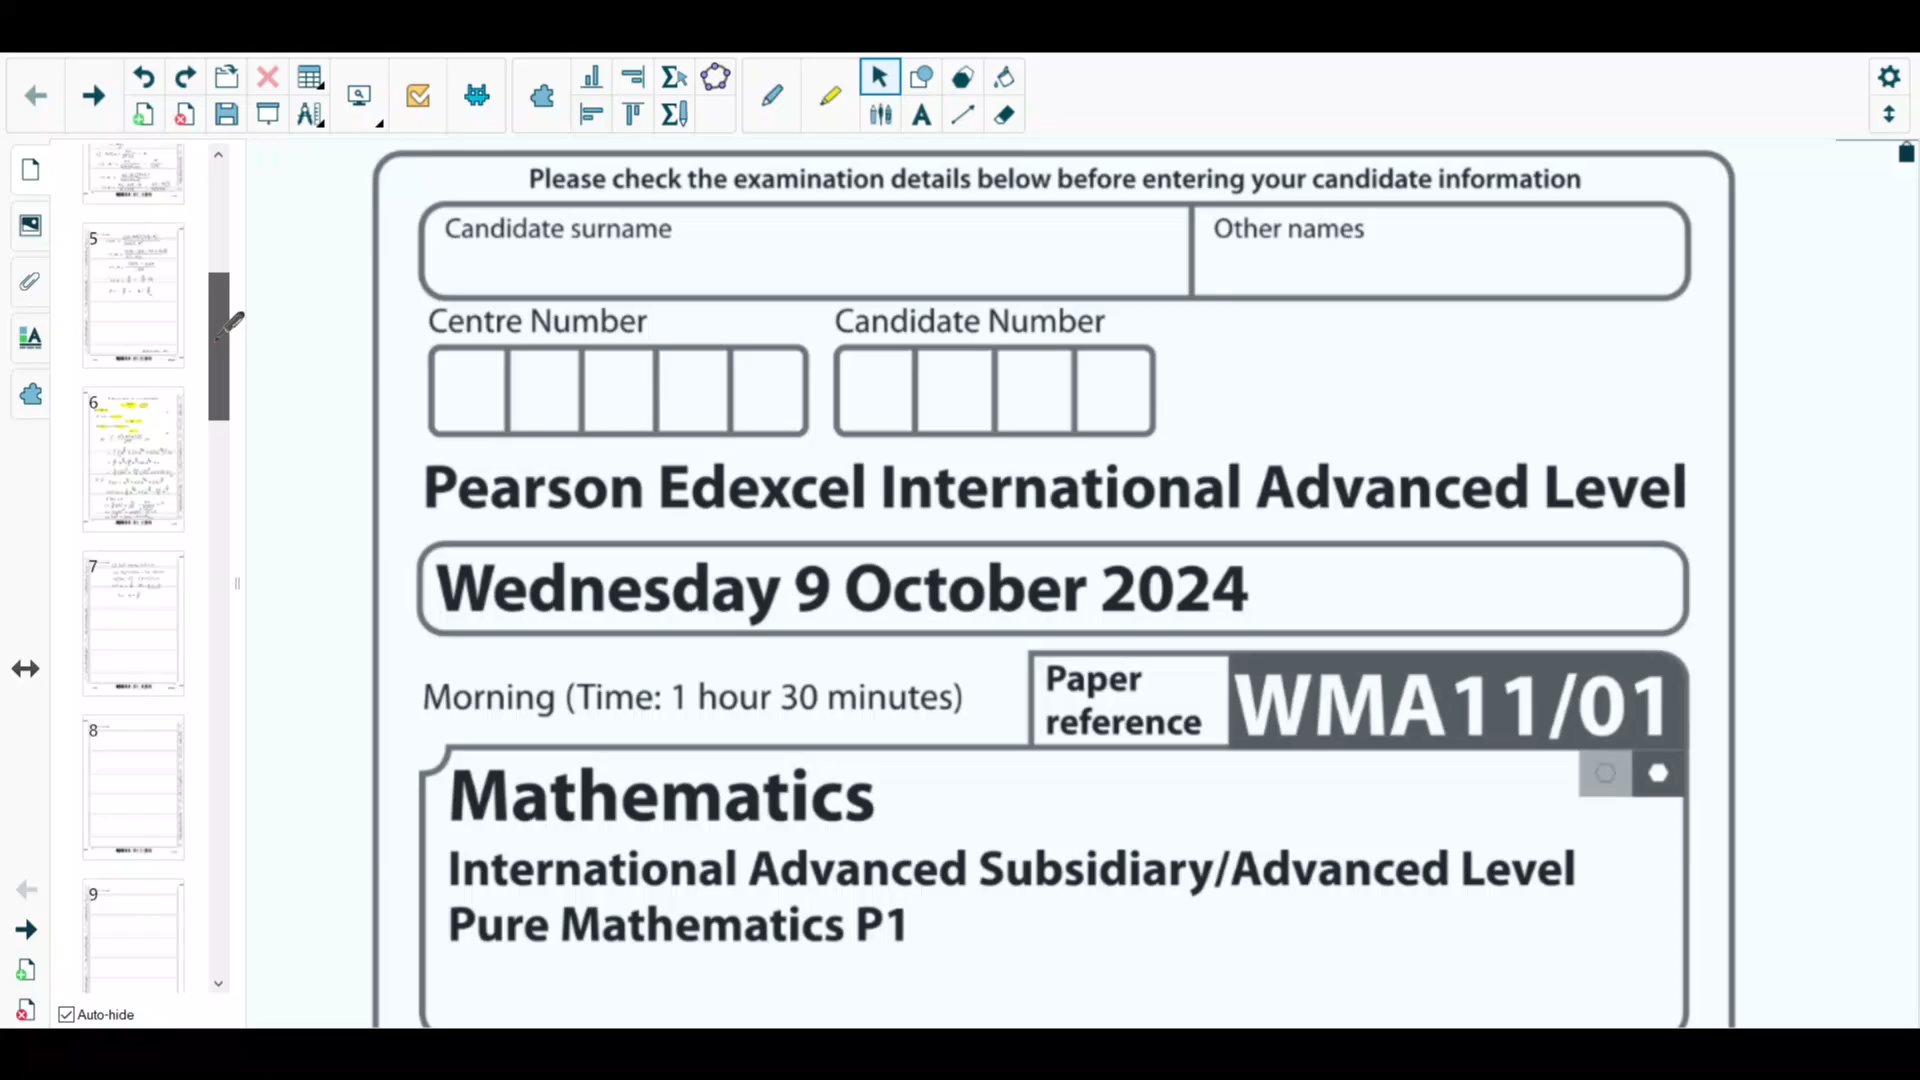 Please check the examination details below before entering your candidate information
Candidate surname
Other names
Centre Number
Candidate Number
Pearson Edexcel International Advanced Level
Wednesday 9 October 2024
Morning (Time: 1 hour 30 minutes)
Paper
reference
WMA11/01
Mathematics
International Advanced Subsidiary/Advanced Level
Pure Mathematics P1
5
6
7
8
9
Auto-hide